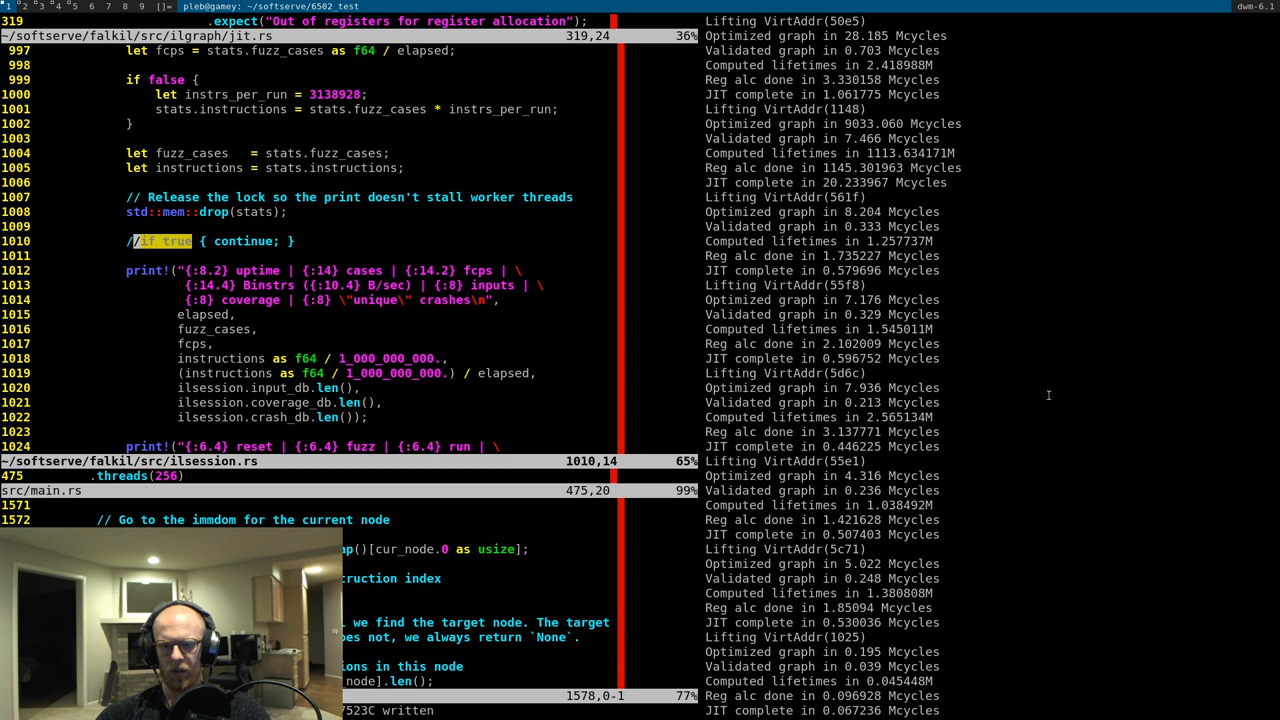 1 2 3 4 5 6 7 8 9 []= pleb@gamey: ~/softserve/6502_test dwm-6.1
319 .expect("Out of registers for register allocation");
~/softserve/falkil/src/ilgraph/jit.rs 319,24 36%
997 let fcps = stats.fuzz_cases as f64 / elapsed;
998
999 if false {
1000 let instrs_per_run = 3138928;
1001 stats.instructions = stats.fuzz_cases * instrs_per_run;
1002 }
1003
1004 let fuzz_cases = stats.fuzz_cases;
1005 let instructions = stats.instructions;
1006
1007 // Release the lock so the print doesn't stall worker threads
1008 std::mem::drop(stats);
1009
1010 //if true { continue; }
1011
1012 print!("{:8.2} uptime | {:14} cases | {:14.2} fcps | \
1013 {:14.4} Binstrs ({:10.4} B/sec) | {:8} inputs | \
1014 {:8} coverage | {:8} \"unique\" crashes\n",
1015 elapsed,
1016 fuzz_cases,
1017 fcps,
1018 instructions as f64 / 1_000_000_000.,
1019 (instructions as f64 / 1_000_000_000.) / elapsed,
1020 ilsession.input_db.len(),
1021 ilsession.coverage_db.len(),
1022 ilsession.crash_db.len());
1023
1024 print!("{:6.4} reset | {:6.4} fuzz | {:6.4} run | \
~/softserve/falkil/src/ilsession.rs 1010,14 65%
475 .threads(256)
src/main.rs 475,20 99%
1571
1572 // Go to the immdom for the current node
ap()[cur_node.0 as usize];
ruction index
l we find the target node. The target
oes not, we always return `None`.
ions in this node
node].len();
1578,0-1 77%
7523C written
Lifting VirtAddr(50e5)
Optimized graph in 28.185 Mcycles
Validated graph in 0.703 Mcycles
Computed lifetimes in 2.418988M
Reg alc done in 3.330158 Mcycles
JIT complete in 1.061775 Mcycles
Lifting VirtAddr(1148)
Optimized graph in 9033.060 Mcycles
Validated graph in 7.466 Mcycles
Computed lifetimes in 1113.634171M
Reg alc done in 1145.301963 Mcycles
JIT complete in 20.233967 Mcycles
Lifting VirtAddr(561f)
Optimized graph in 8.204 Mcycles
Validated graph in 0.333 Mcycles
Computed lifetimes in 1.257737M
Reg alc done in 1.735227 Mcycles
JIT complete in 0.579696 Mcycles
Lifting VirtAddr(55f8)
Optimized graph in 7.176 Mcycles
Validated graph in 0.329 Mcycles
Computed lifetimes in 1.545011M
Reg alc done in 2.102009 Mcycles
JIT complete in 0.596752 Mcycles
Lifting VirtAddr(5d6c)
Optimized graph in 7.936 Mcycles
Validated graph in 0.213 Mcycles
Computed lifetimes in 2.565134M
Reg alc done in 3.137771 Mcycles
JIT complete in 0.446225 Mcycles
Lifting VirtAddr(55e1)
Optimized graph in 4.316 Mcycles
Validated graph in 0.236 Mcycles
Computed lifetimes in 1.038492M
Reg alc done in 1.421628 Mcycles
JIT complete in 0.507403 Mcycles
Lifting VirtAddr(5c71)
Optimized graph in 5.022 Mcycles
Validated graph in 0.248 Mcycles
Computed lifetimes in 1.380808M
Reg alc done in 1.85094 Mcycles
JIT complete in 0.530036 Mcycles
Lifting VirtAddr(1025)
Optimized graph in 0.195 Mcycles
Validated graph in 0.039 Mcycles
Computed lifetimes in 0.045448M
Reg alc done in 0.096928 Mcycles
JIT complete in 0.067236 Mcycles